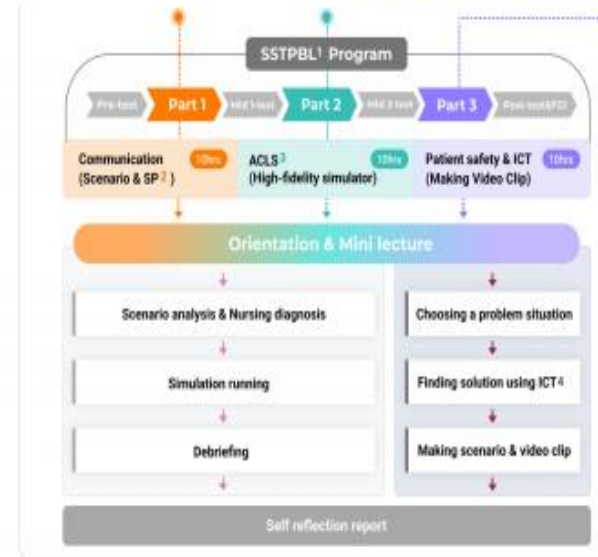 SSTPBL¹ Program
Pre-test
Part 1
Mid 1-test
Part 2
Mid 2-test
Part 3
Communication
(Scenario & SP²)
10hrs
ACLS³
(High-fidelity simulator)
10hrs
Patient safety & ICT
(Making Video Clip)
10hrs
Orientation & Mini lecture
Scenario analysis & Nursing diagnosis
Simulation running
Debriefing
Choosing a problem situation
Finding solution using ICT⁴
Making scenario & video clip
Self reflection report